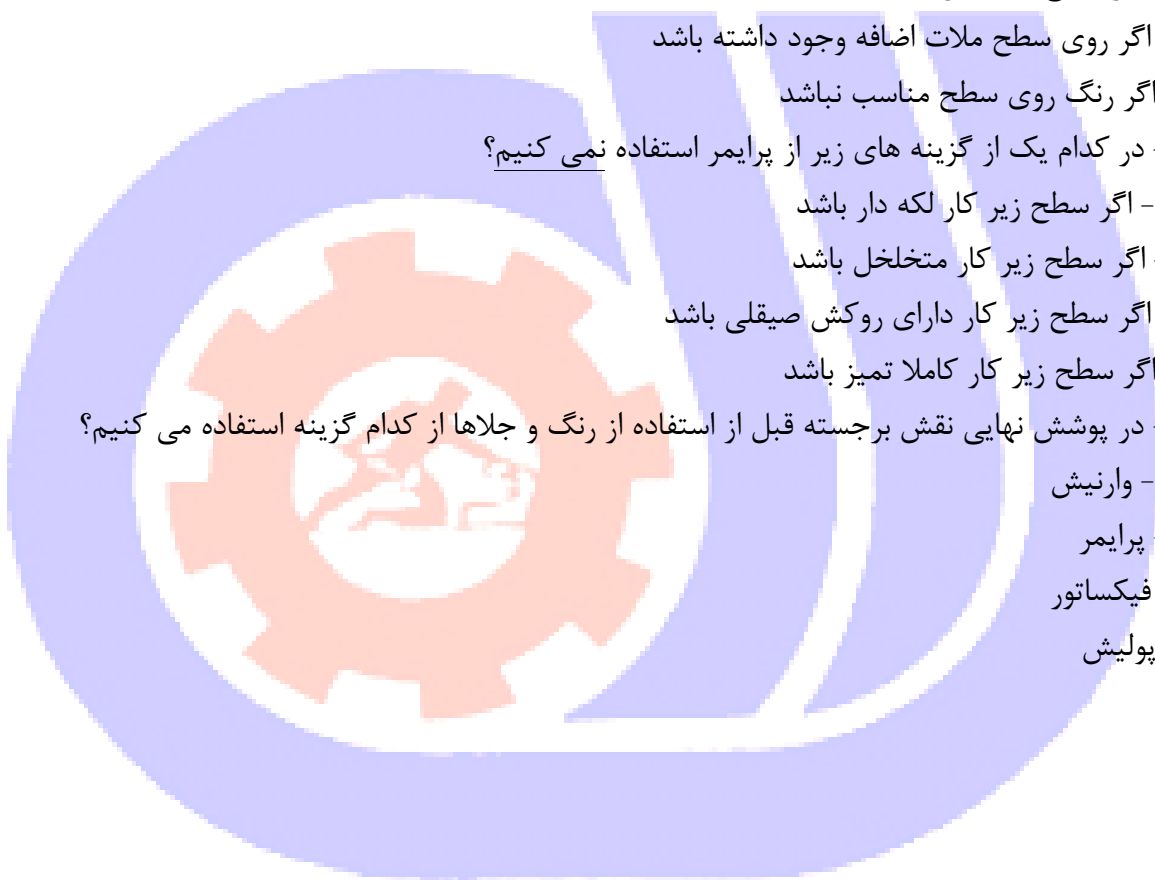 اگر روی سطح ملات اضافه وجود داشته باشد
اگر رنگ روی سطح مناسب نباشد
- در کدام یک از گزینه های زیر از پرایمر استفاده نمی کنیم؟
- اگر سطح زیر کار لکه دار باشد
- اگر سطح زیر کار متخلخل باشد
اگر سطح زیر کار دارای روکش صیقلی باشد
اگر سطح زیر کار کاملا تمیز باشد
- در پوشش نهایی نقش برجسته قبل از استفاده از رنگ و جلاها از کدام گزینه استفاده می کنیم؟
- وارنیش
- پرایمر
فیکساتور
پولیش